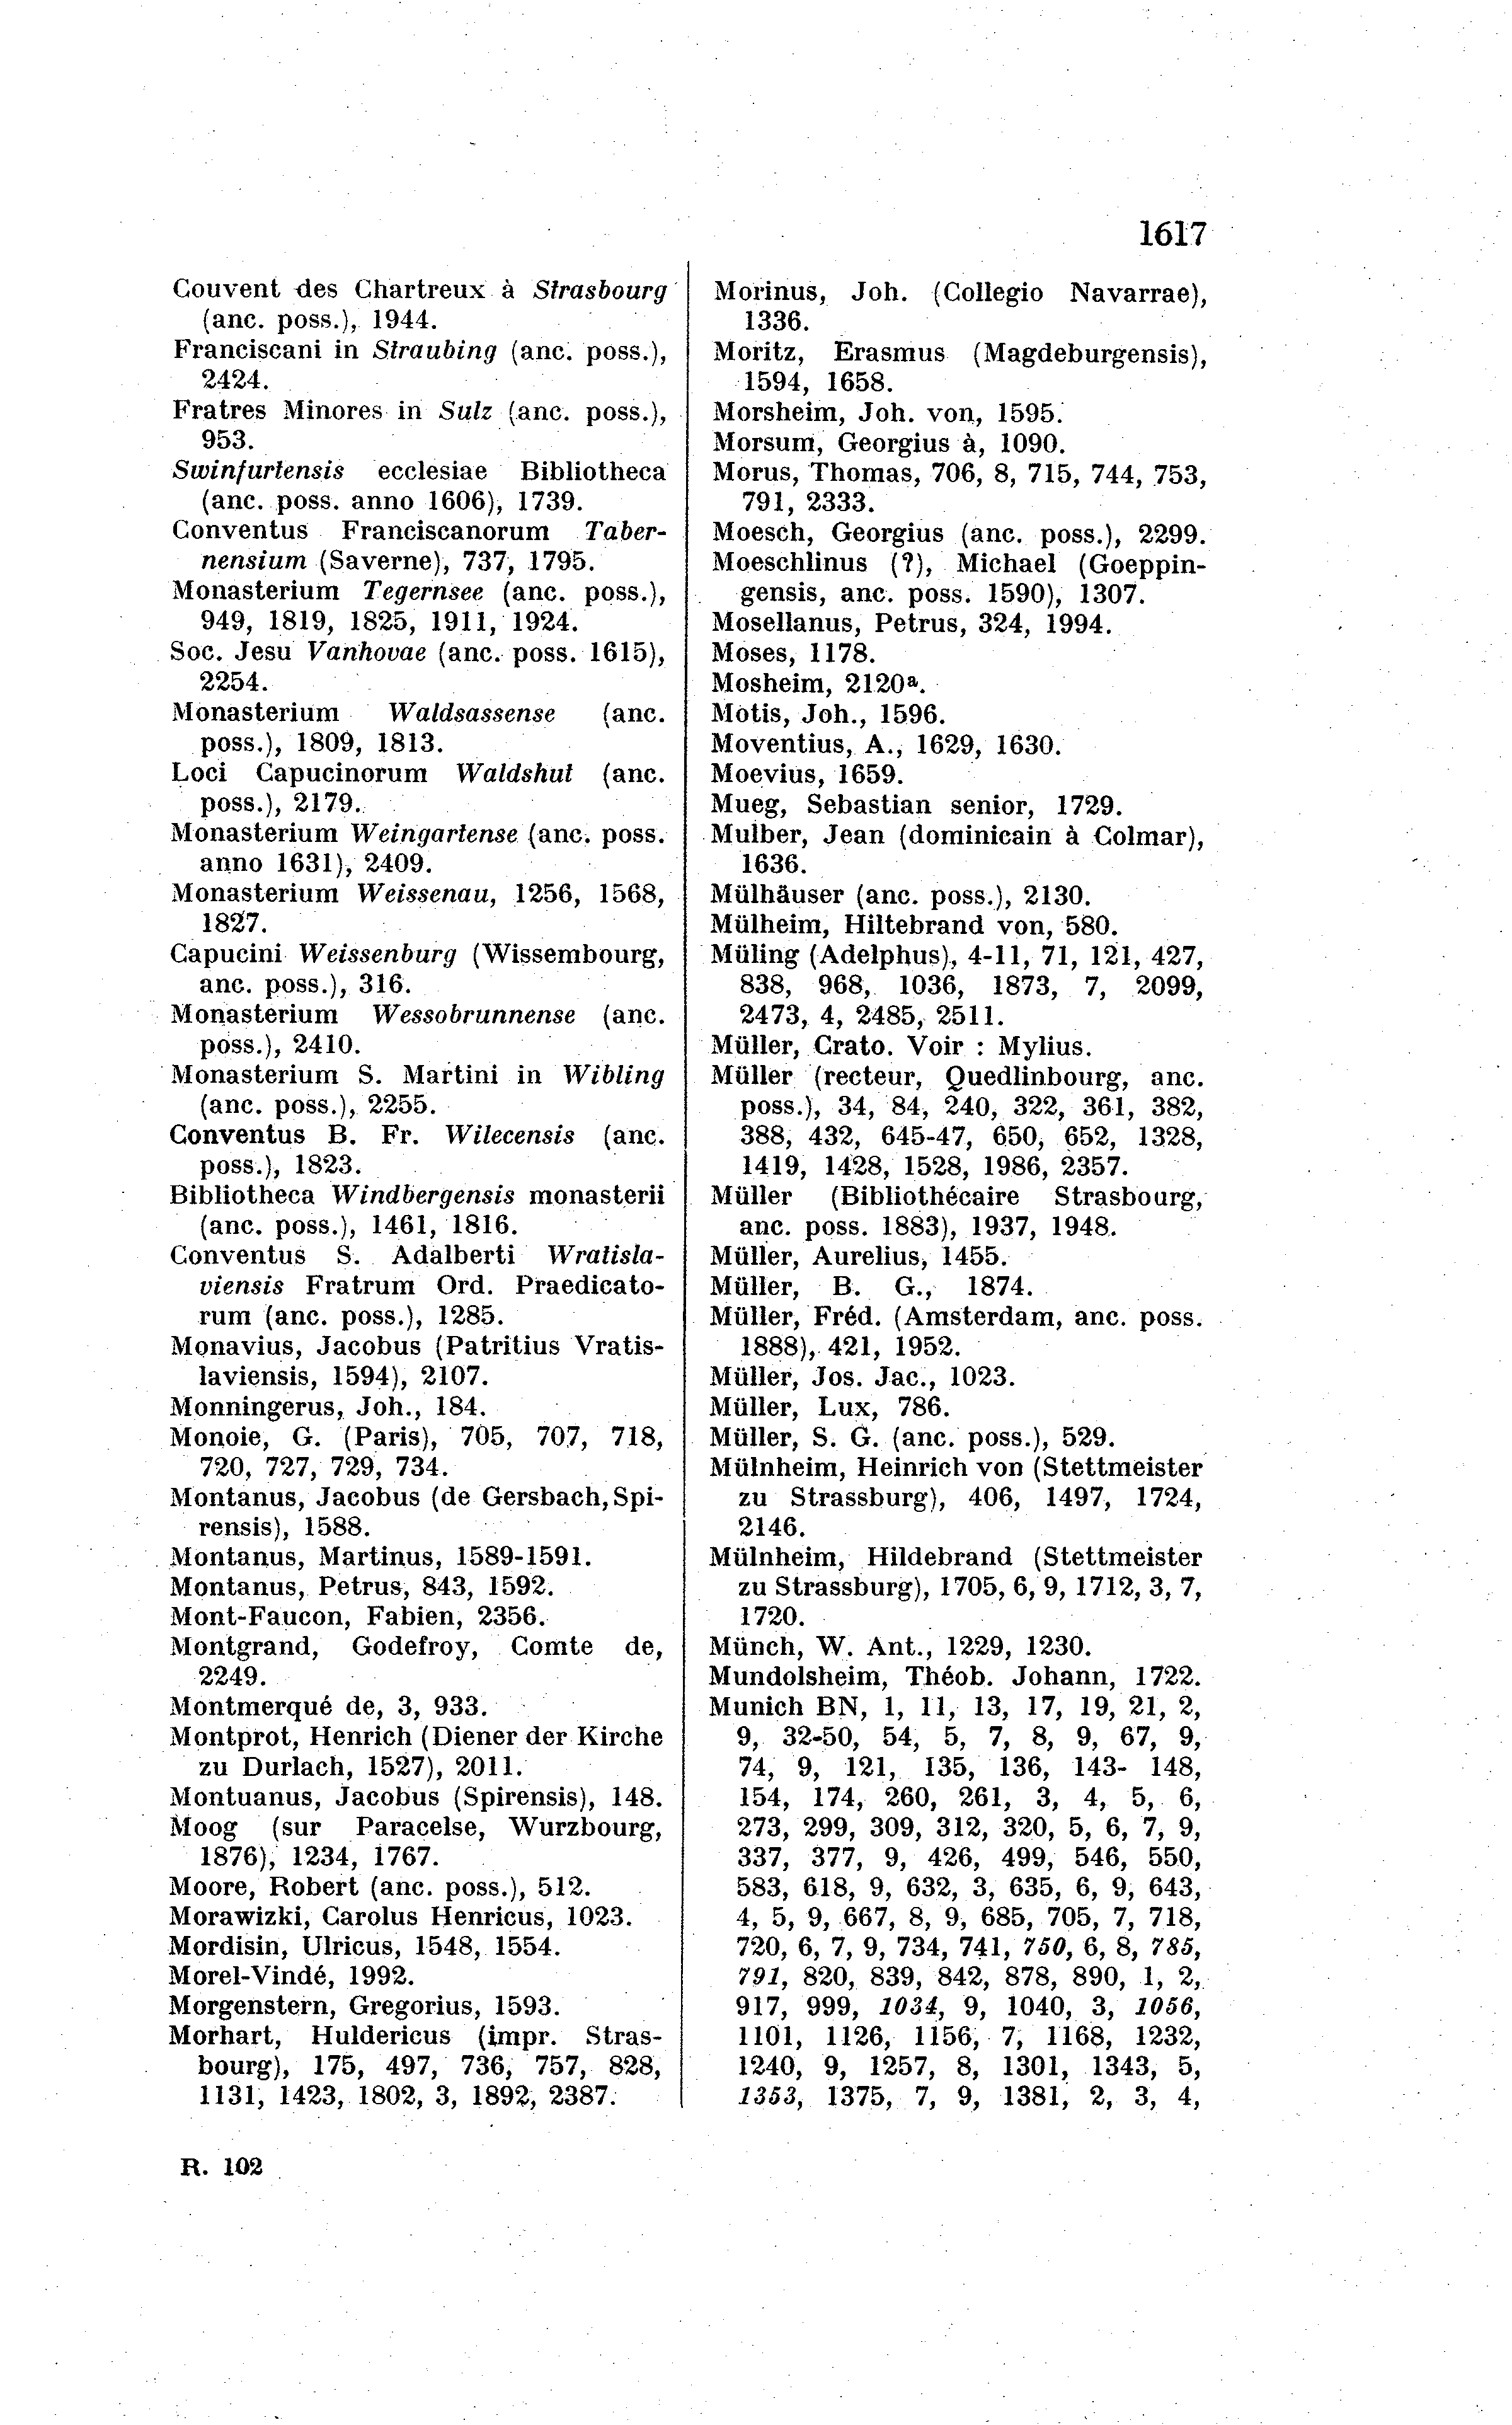 1617
Couvent des Chartreux à Strasbourg
(anc. poss.), 1944.
Franciscani in Straubing (anc. poss.),
2424.
Fratres Minores in Sulz (anc. poss.),
953.
Swinfurtensis ecclesiae Bibliotheca
(anc. poss. anno 1606), 1739.
Conventus Franciscanorum Taber-
nensium (Saverne), 737, 1795.
Monasterium Tegernsee (anc. poss.),
949, 1819, 1825, 1911, 1924.
Soc. Jesu Vanhovae (anc. poss. 1615),
2254.
Monasterium Waldsassense (anc.
poss.), 1809, 1813.
Loci Capucinorum Waldshut (anc.
poss.), 2179.
Monasterium Weingartense (anc. poss.
anno 1631), 2409.
Monasterium Weissenau, 1256, 1568,
1827.
Capucini Weissenburg (Wissembourg,
anc. poss.), 316.
Monasterium Wessobrunnense (anc.
poss.), 2410.
Monasterium S. Martini in Wibling
(anc. poss.), 2255.
Conventus B. Fr. Wilecensis (anc.
poss.), 1823.
Bibliotheca Windbergensis monasterii
(anc. poss.), 1461, 1816.
Conventus S. Adalberti Wratisla-
viensis Fratrum Ord. Praedicato-
rum (anc. poss.), 1285.
Monavius, Jacobus (Patritius Vratis-
laviensis, 1594), 2107.
Monningerus, Joh., 184.
Monoie, G. (Paris), 705, 707, 718,
720, 727, 729, 734.
Montanus, Jacobus (de Gersbach, Spi-
rensis), 1588.
Montanus, Martinus, 1589-1591.
Montanus, Petrus, 843, 1592.
Mont-Faucon, Fabien, 2356.
Montgrand, Godefroy, Comte de,
2249.
Montmerqué de, 3, 933.
Montprot, Henrich (Diener der Kirche
zu Durlach, 1527), 2011.
Montuanus, Jacobus (Spirensis), 148.
Moog (sur Paracelse, Wurzbourg,
1876), 1234, 1767.
Moore, Robert (anc. poss.), 512.
Morawizki, Carolus Henricus, 1023.
Mordisin, Ulricus, 1548, 1554.
Morel-Vindé, 1992.
Morgenstern, Gregorius, 1593.
Morhart, Huldericus (impr. Stras-
bourg), 175, 497, 736, 757, 828,
1131, 1423, 1802, 3, 1892, 2387.
Morinus, Joh. (Collegio Navarrae),
1336.
Moritz, Erasmus (Magdeburgensis),
1594, 1658.
Morsheim, Joh. von, 1595.
Morsum, Georgius à, 1090.
Morus, Thomas, 706, 8, 715, 744, 753,
791, 2333.
Moesch, Georgius (anc. poss.), 2299.
Moeschlinus (?), Michael (Goeppin-
gensis, anc. poss. 1590), 1307.
Mosellanus, Petrus, 324, 1994.
Moses, 1178.
Mosheim, 2120ª.
Motis, Joh., 1596.
Moventius, A., 1629, 1630.
Moevius, 1659.
Mueg, Sebastian senior, 1729.
Mulber, Jean (dominicain à Colmar),
1636.
Mülhäuser (anc. poss.), 2130.
Mülheim, Hiltebrand von, 580.
Müling (Adelphus), 4-11, 71, 121, 427,
838, 968, 1036, 1873, 7, 2099,
2473, 4, 2485, 2511.
Müller, Crato. Voir : Mylius.
Müller (recteur, Quedlinbourg, anc.
poss.), 34, 84, 240, 322, 361, 382,
388, 432, 645-47, 650, 652, 1328,
1419, 1428, 1528, 1986, 2357.
Müller (Bibliothécaire Strasbourg,
anc. poss. 1883), 1937, 1948.
Müller, Aurelius, 1455.
Müller, B. G., 1874.
Müller, Fréd. (Amsterdam, anc. poss.
1888), 421, 1952.
Müller, Jos. Jac., 1023.
Müller, Lux, 786.
Müller, S. G. (anc. poss.), 529.
Mülnheim, Heinrich von (Stettmeister
zu Strassburg), 406, 1497, 1724,
2146.
Mülnheim, Hildebrand (Stettmeister
zu Strassburg), 1705, 6, 9, 1712, 3, 7,
1720.
Münch, W. Ant., 1229, 1230.
Mundolsheim, Théob. Johann, 1722.
Munich BN, 1, 11, 13, 17, 19, 21, 2,
9, 32-50, 54, 5, 7, 8, 9, 67, 9,
74, 9, 121, 135, 136, 143- 148,
154, 174, 260, 261, 3, 4, 5, 6,
273, 299, 309, 312, 320, 5, 6, 7, 9,
337, 377, 9, 426, 499, 546, 550,
583, 618, 9, 632, 3, 635, 6, 9, 643,
4, 5, 9, 667, 8, 9, 685, 705, 7, 718,
720, 6, 7, 9, 734, 741, 750, 6, 8, 785,
791, 820, 839, 842, 878, 890, 1, 2,
917, 999, 1034, 9, 1040, 3, 1056,
1101, 1126, 1156, 7, 1168, 1232,
1240, 9, 1257, 8, 1301, 1343, 5,
1353, 1375, 7, 9, 1381, 2, 3, 4,
R. 102